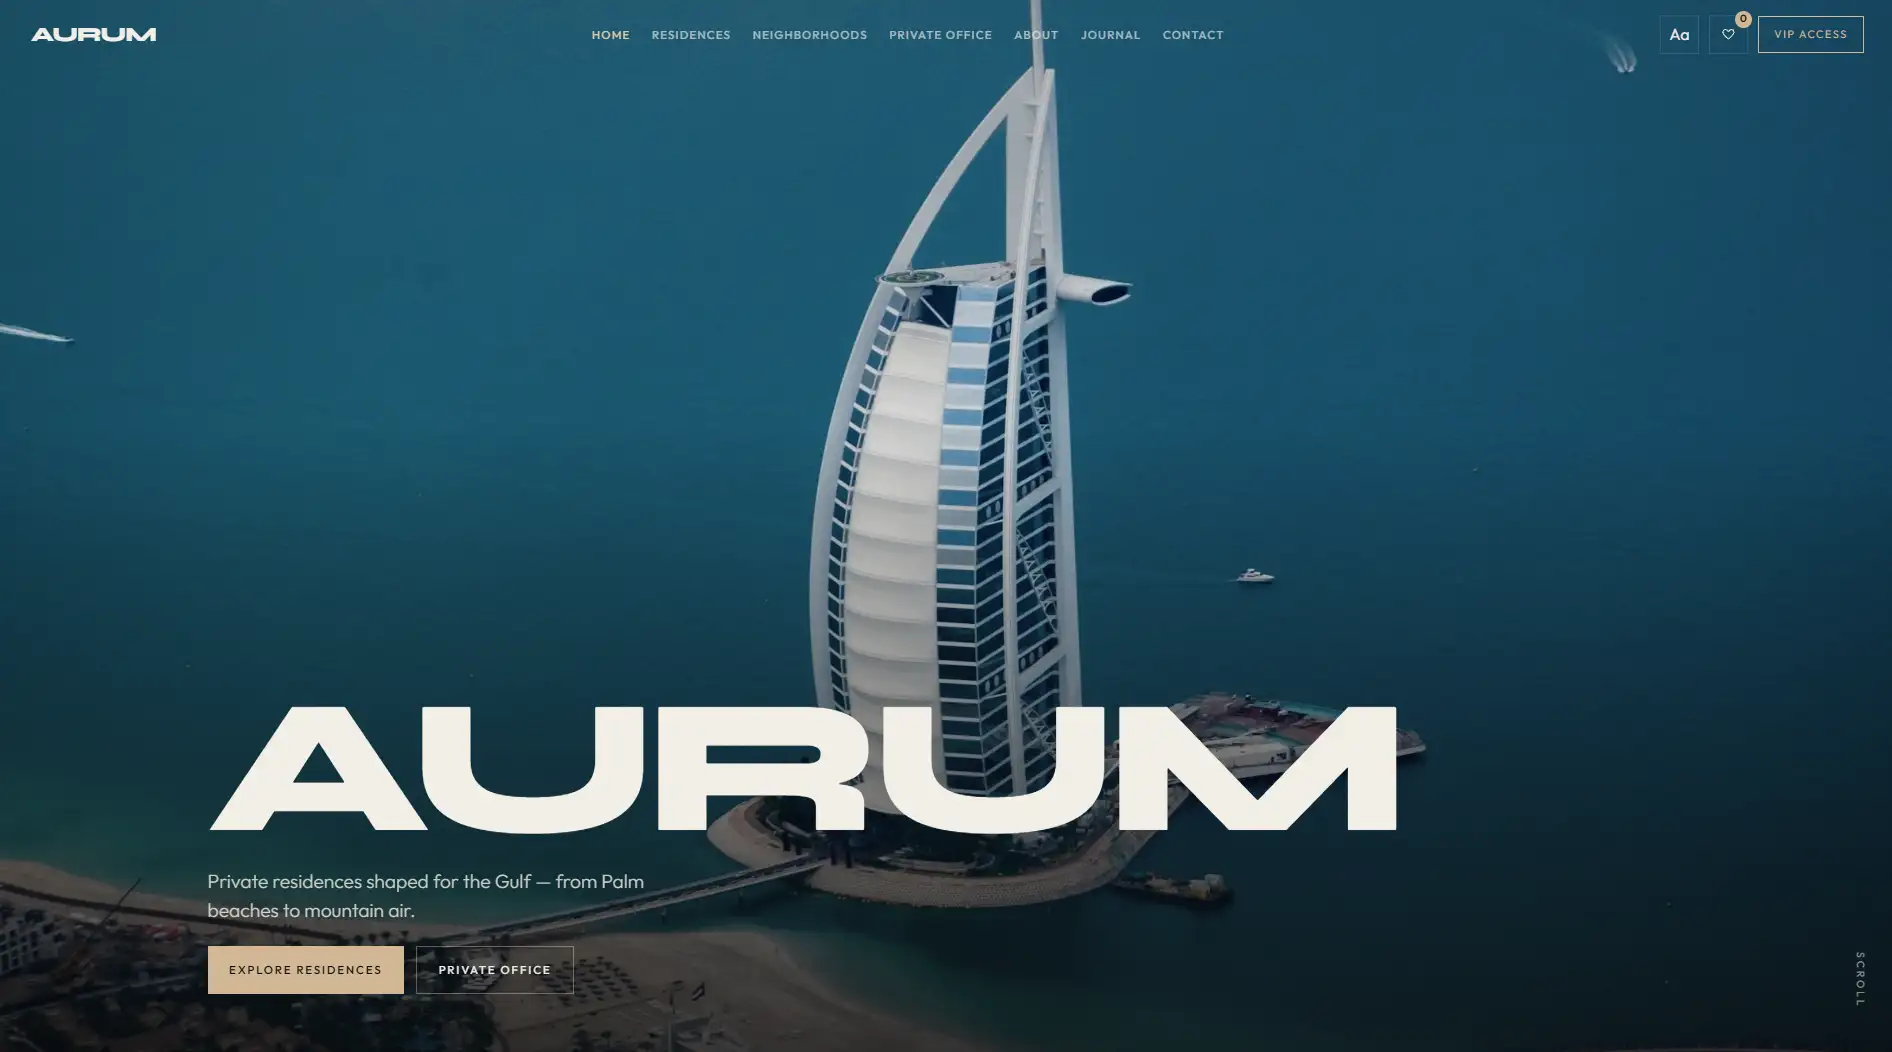 AURUM
HOME RESIDENCES NEIGHBORHOODS PRIVATE OFFICE ABOUT JOURNAL CONTACT
Aa
0
VIP ACCESS
AURUM
Private residences shaped for the Gulf — from Palm
beaches to mountain air.
EXPLORE RESIDENCES
PRIVATE OFFICE
SCROLL